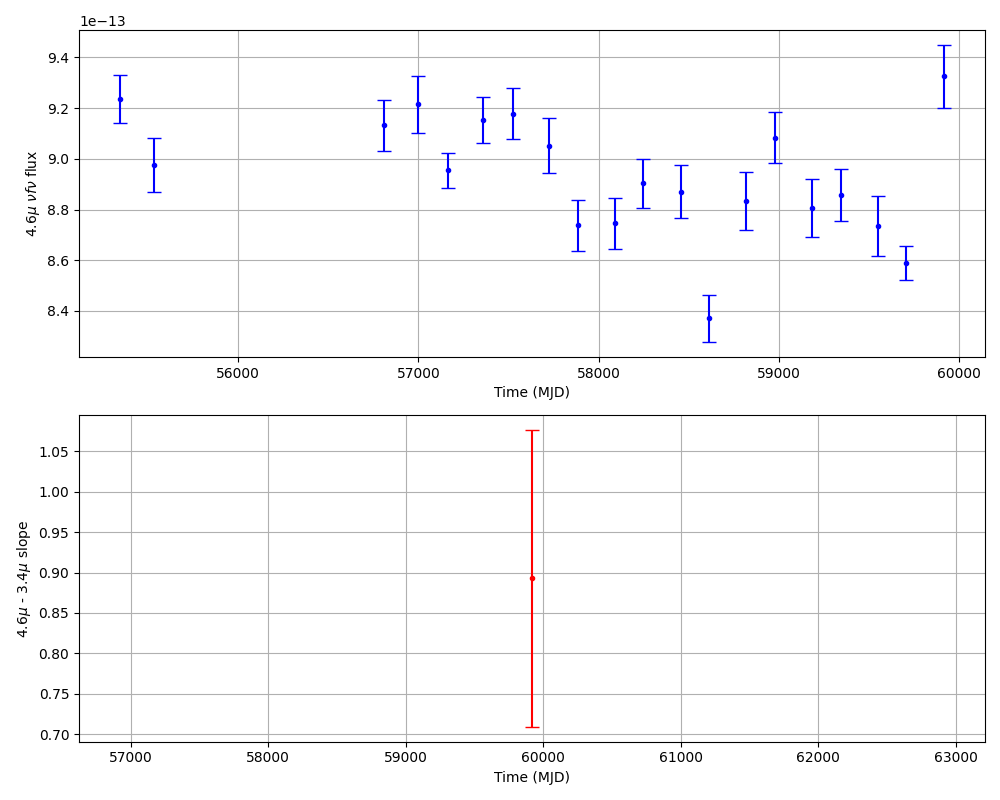 1e−13
9.4
9.2
9.0
8.8
8.6
8.4
4.6μ νfν flux
56000 57000 58000 59000 60000
Time (MJD)
1.05
1.00
0.95
0.90
0.85
0.80
0.75
0.70
4.6μ - 3.4μ slope
57000 58000 59000 60000 61000 62000 63000
Time (MJD)